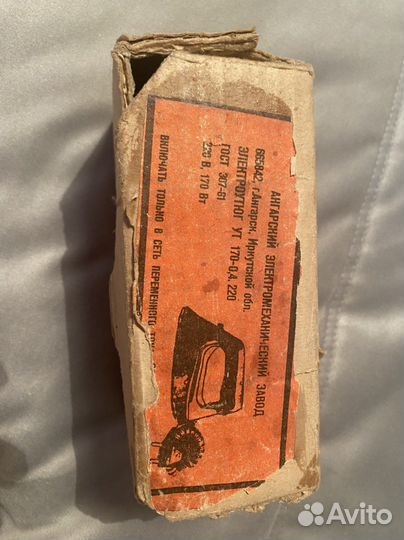 АНГАРСКИЙ ЭЛЕКТРОМЕХАНИЧЕСКИЙ ЗАВОД
665842, г.Ангарск, Иркутской обл.
ЭЛЕКТРОУТЮГ УТ 170-0,4. 220
ГОСТ 307-81
220 В, 170 Вт
ВКЛЮЧАТЬ ТОЛЬКО В СЕТЬ ПЕРЕМЕННОГО
Avito